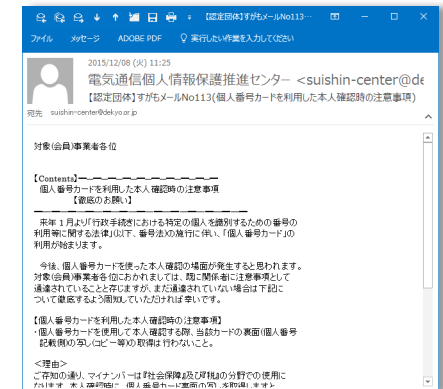 【認定団体】すがもメールNo113…
ファイル メッセージ ADOBE PDF 実行したい作業を入力してください
2015/12/08 (火) 11:25
電気通信個人情報保護推進センター <suishin-center@de
【認定団体】すがもメールNo113(個人番号カードを利用した本人確認時の注意事項)
宛先 suishin-center@dekyo.or.jp
対象(会員)事業者各位
【Contents】
個人番号カードを利用した本人確認時の注意事項
【徹底のお願い】
来年１月より｢行政手続きにおける特定の個人を識別するための番号の
利用等に関する法律｣(以下、番号法)の施行に伴い、｢個人番号カード｣の
利用が始まります。
今後、個人番号カードを使った本人確認の場面が発生すると思われます。
対象(会員)事業者各位におかれましては、既に関係者に注意事項として
通達されていることと存じますが、まだ通達されていない場合は下記に
ついて徹底するよう周知していただければ幸いです。
【個人番号カードを利用した本人確認時の注意事項】
・個人番号カードを使用して本人確認する際、当該カードの裏面(個人番号
記載側)の写し(コピー等)の取得は行わないこと。
＜理由＞
ご存知の通り、マイナンバーは『社会保障』及び『税』の分野での使用に
なります。本人確認時に、個人番号カード裏面の写しを取得しますと